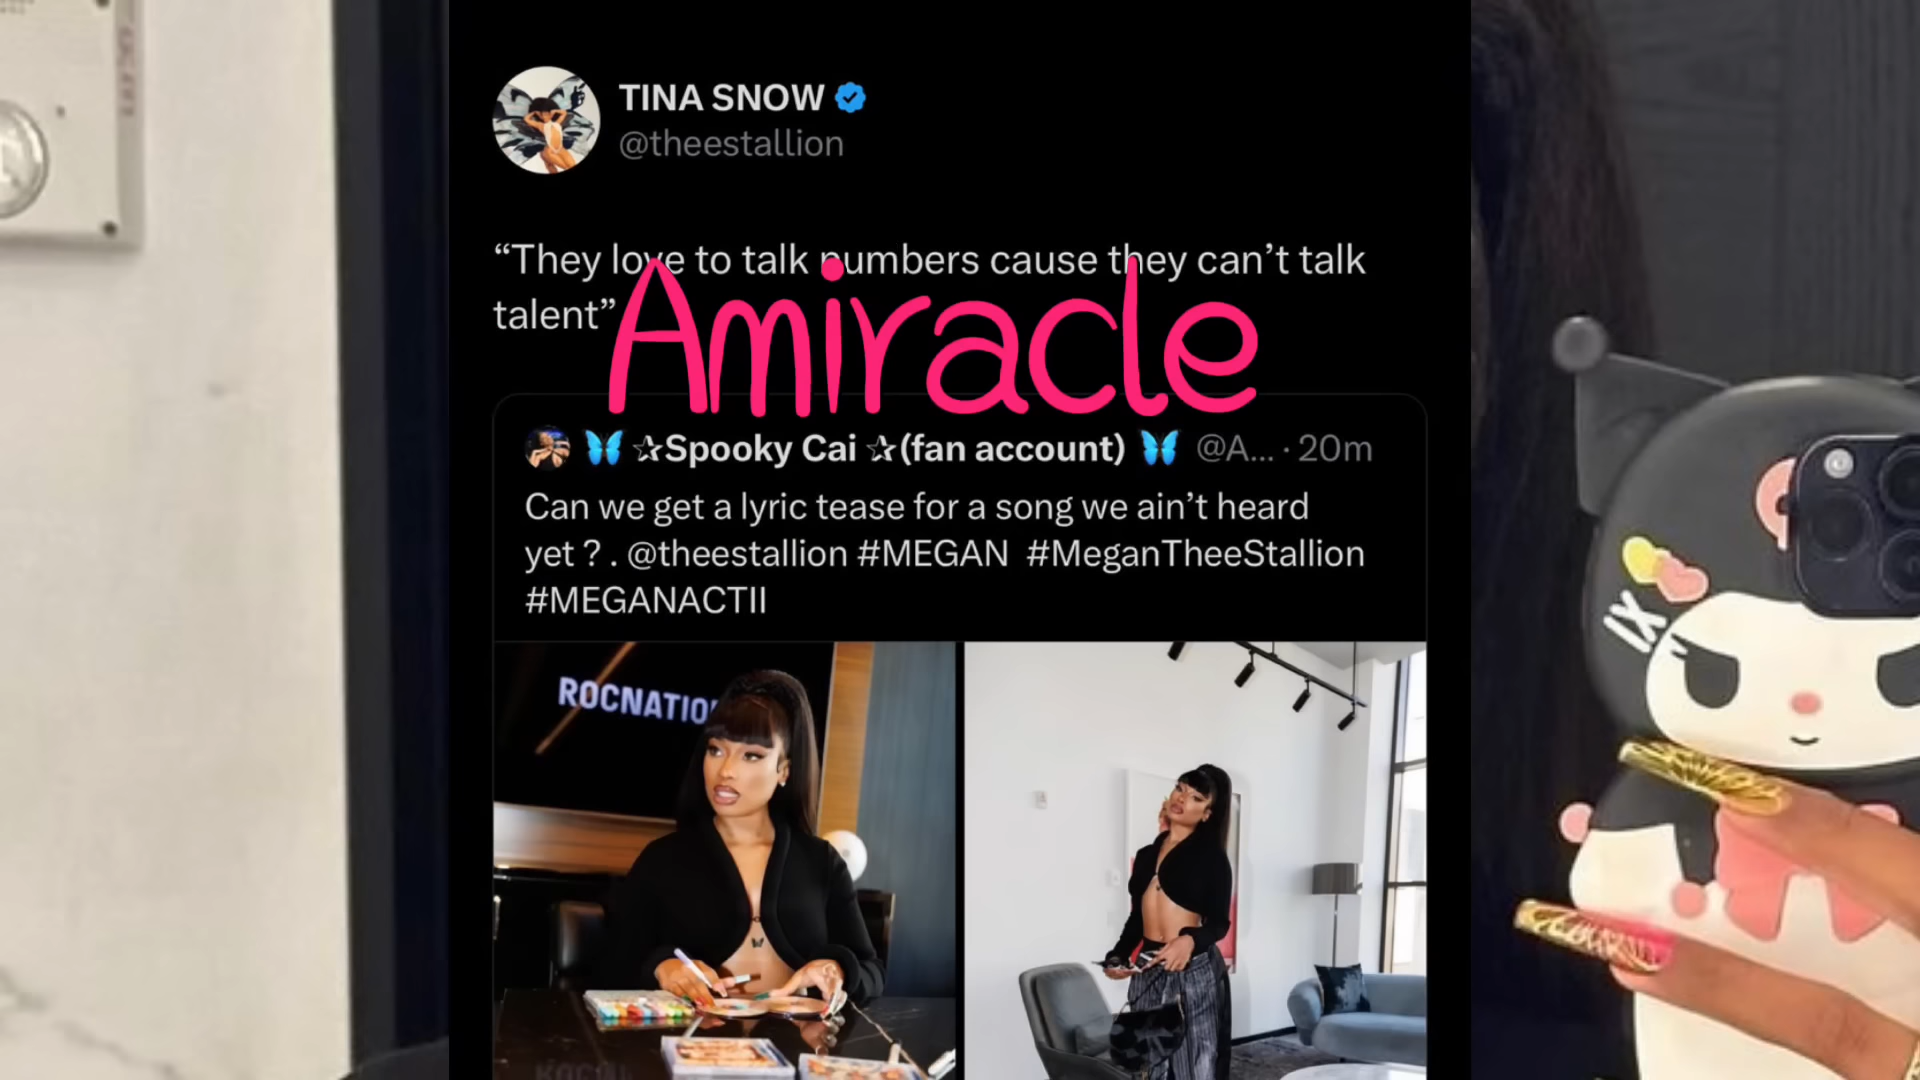 TINA SNOW
@theestallion
“They love to talk numbers cause they can’t talk
talent”
Amiracle
☆Spooky Cai ☆(fan account)
@A... · 20m
Can we get a lyric tease for a song we ain’t heard
yet ? . @theestallion #MEGAN #MeganTheeStallion
#MEGANACTII
ROCNATIO